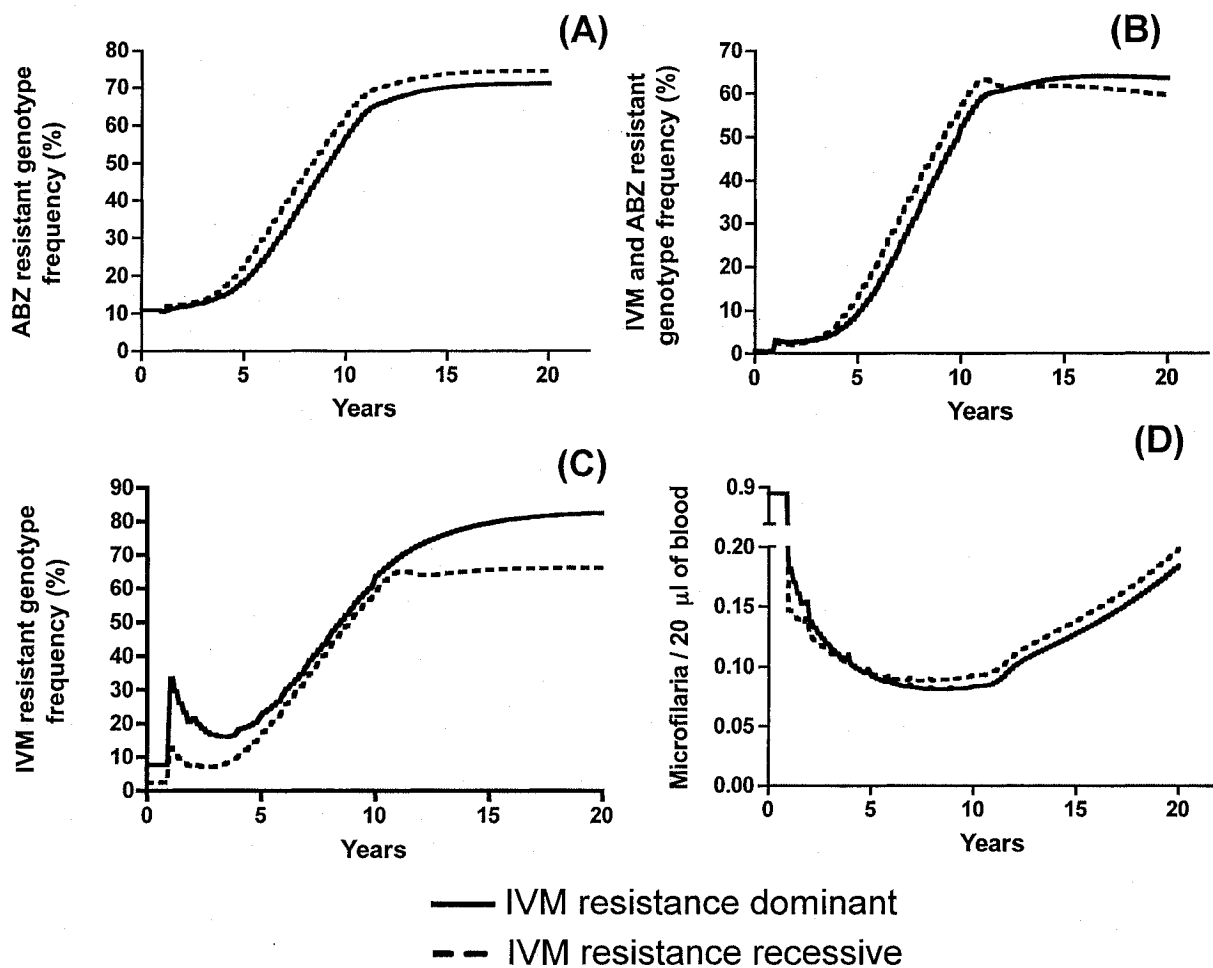 (A)
ABZ resistant genotype
frequency (%)
80
70
60
50
40
30
20
10
0
0 5 10 15 20
Years
(B)
IVM and ABZ resistant
genotype frequency (%)
70
60
50
40
30
20
10
0
0 5 10 15 20
Years
(C)
IVM resistant genotype
frequency (%)
90
80
70
60
50
40
30
20
10
0
0 5 10 15 20
Years
(D)
Microfilaria / 20 μl of blood
0.9
0.20
0.15
0.10
0.05
0.00
0 5 10 15 20
Years
IVM resistance dominant
IVM resistance recessive